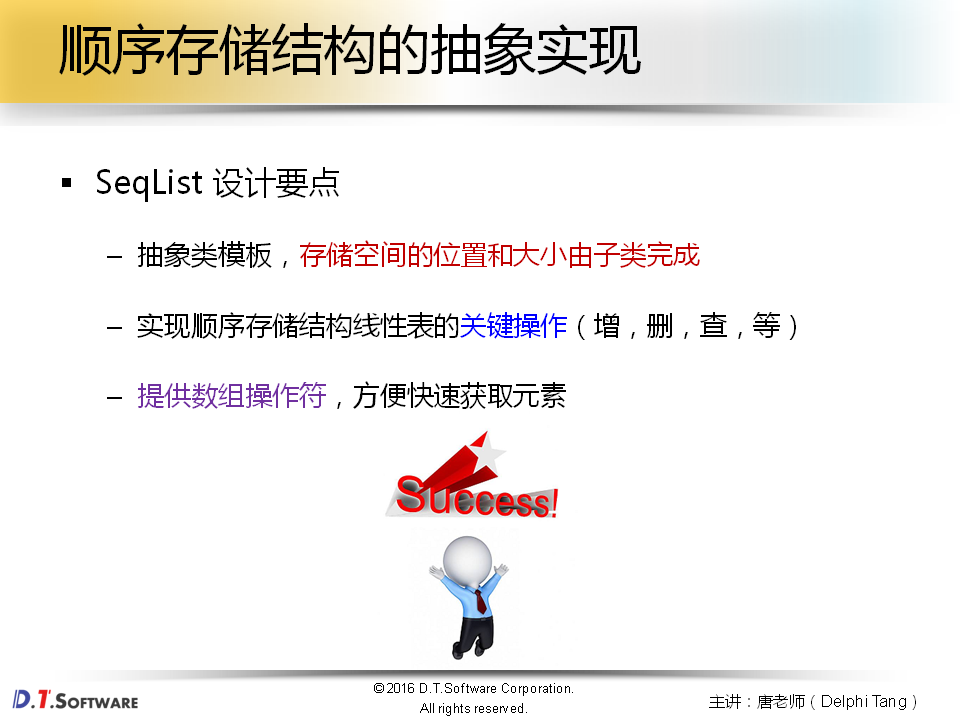 顺序存储结构的抽象实现
▪ SeqList 设计要点
– 抽象类模板，存储空间的位置和大小由子类完成
– 实现顺序存储结构线性表的关键操作（增，删，查，等）
– 提供数组操作符，方便快速获取元素
Success!
D.T.SOFTWARE
©2016 D.T.Software Corporation.
All rights reserved.
主讲：唐老师（Delphi Tang）